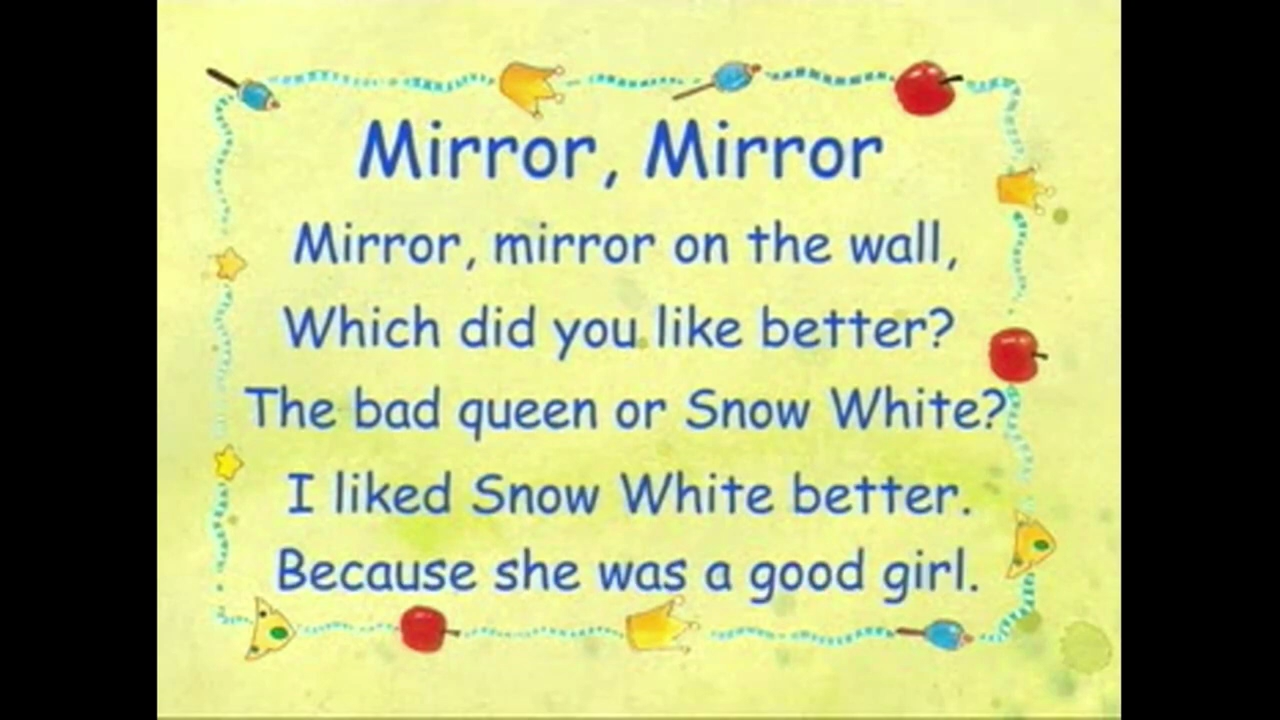 Mirror, Mirror
Mirror, mirror on the wall,
Which did you like better?
The bad queen or Snow White?
I liked Snow White better.
Because she was a good girl.